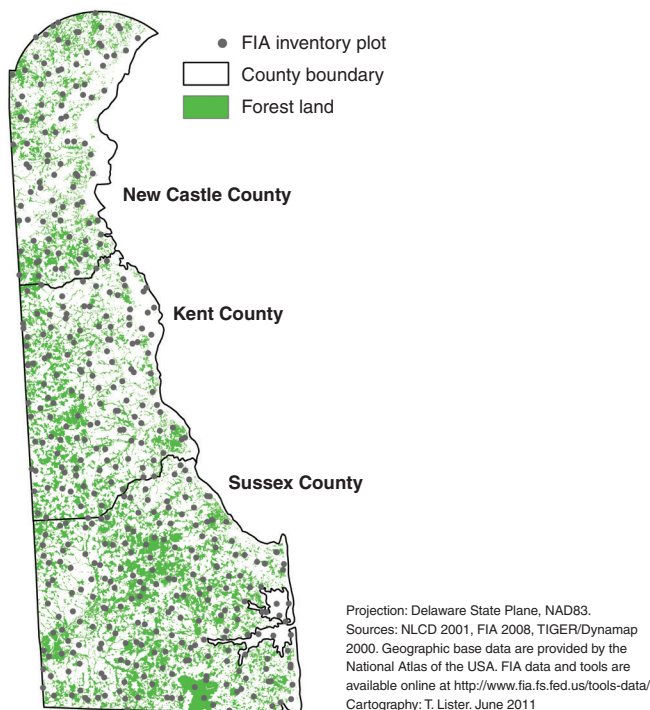 FIA inventory plot
County boundary
Forest land
New Castle County
Kent County
Sussex County
Projection: Delaware State Plane, NAD83.
Sources: NLCD 2001, FIA 2008, TIGER/Dynamap
2000. Geographic base data are provided by the
National Atlas of the USA. FIA data and tools are
available online at http://www.fia.fs.fed.us/tools-data/
Cartography: T. Lister. June 2011